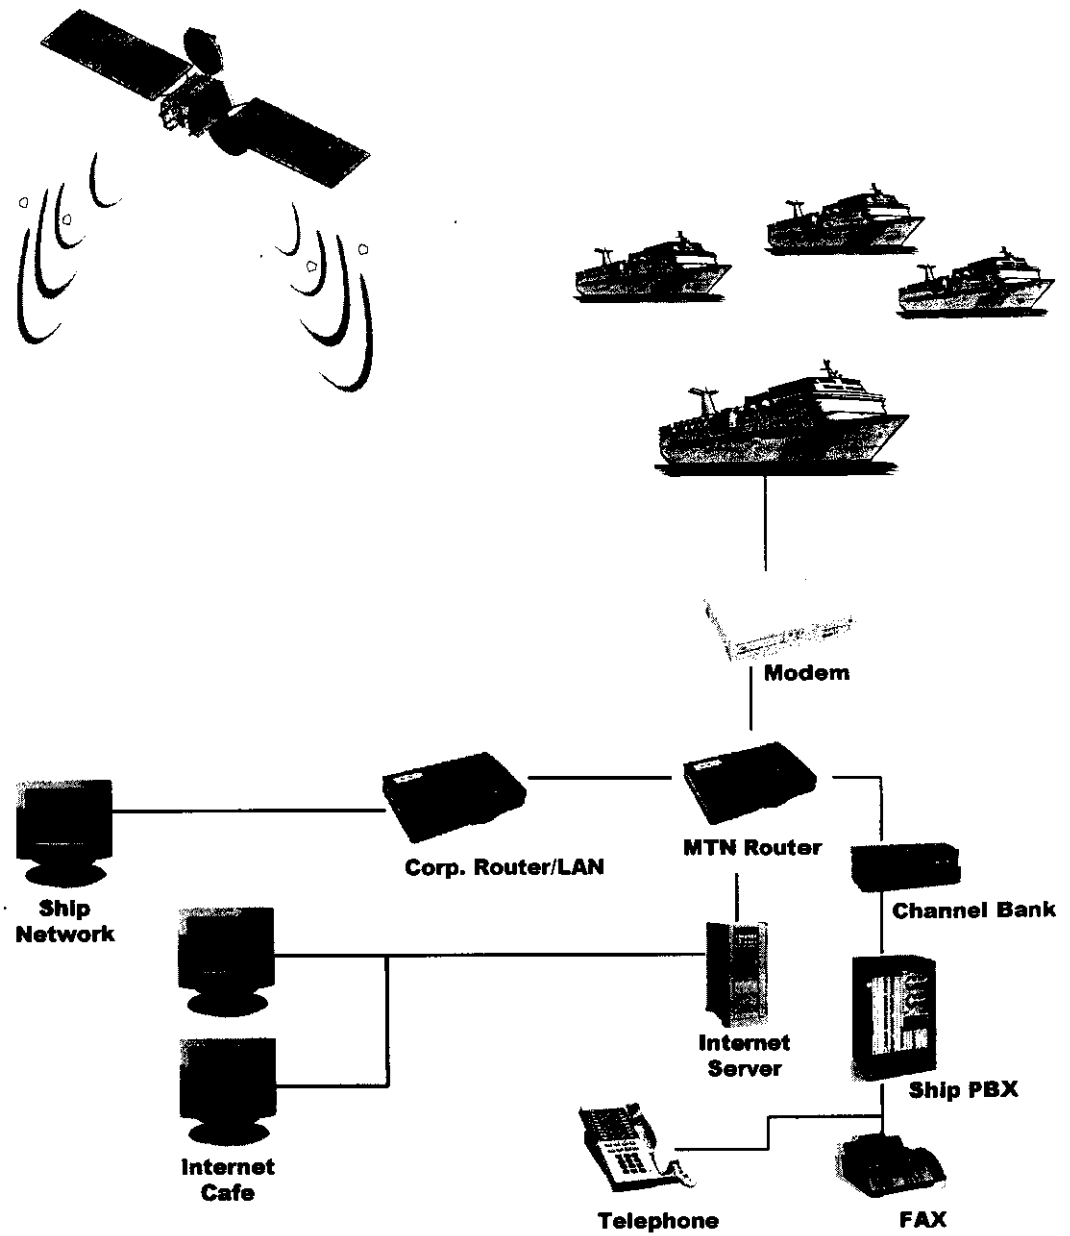 Modem
MTN Router
Corp. Router/LAN
Channel Bank
Ship
Network
Internet
Server
Ship PBX
Internet
Cafe
Telephone
FAX